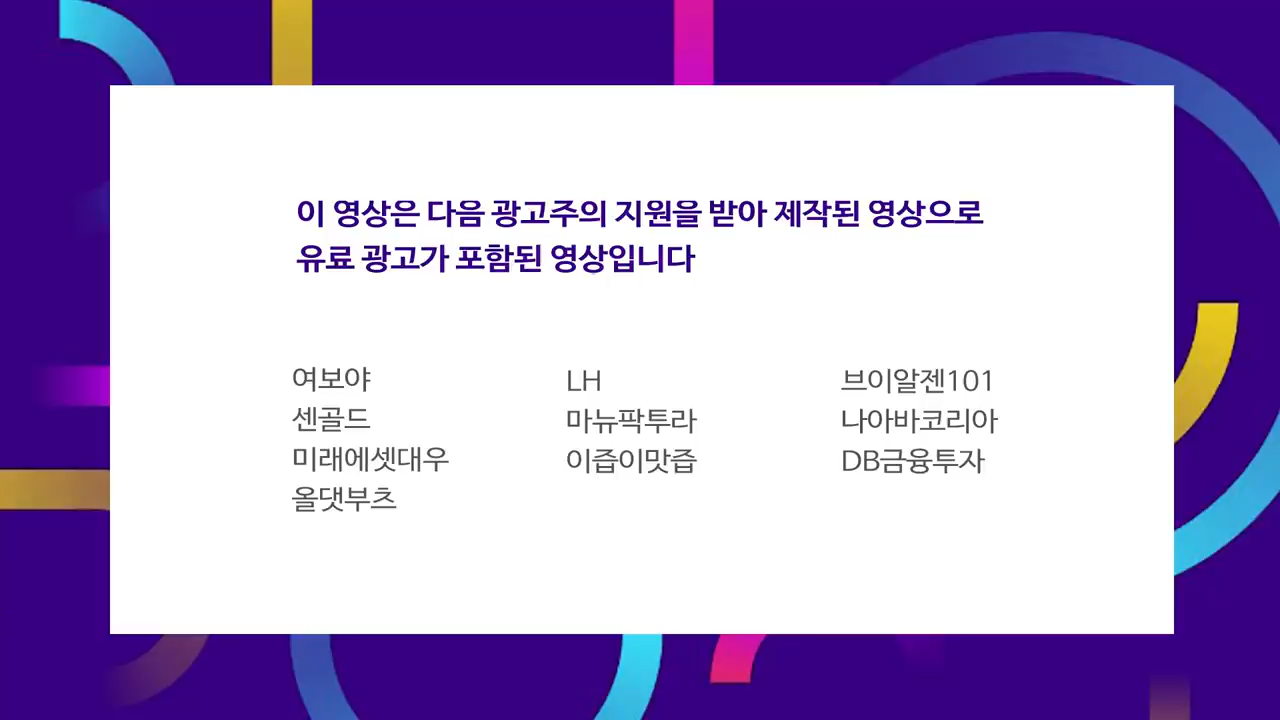 이 영상은 다음 광고주의 지원을 받아 제작된 영상으로
유료 광고가 포함된 영상입니다
여보야
센골드
미래에셋대우
올댓부츠
LH
마뉴팍투라
이즙이맛즙
브이알젠101
나아바코리아
DB금융투자